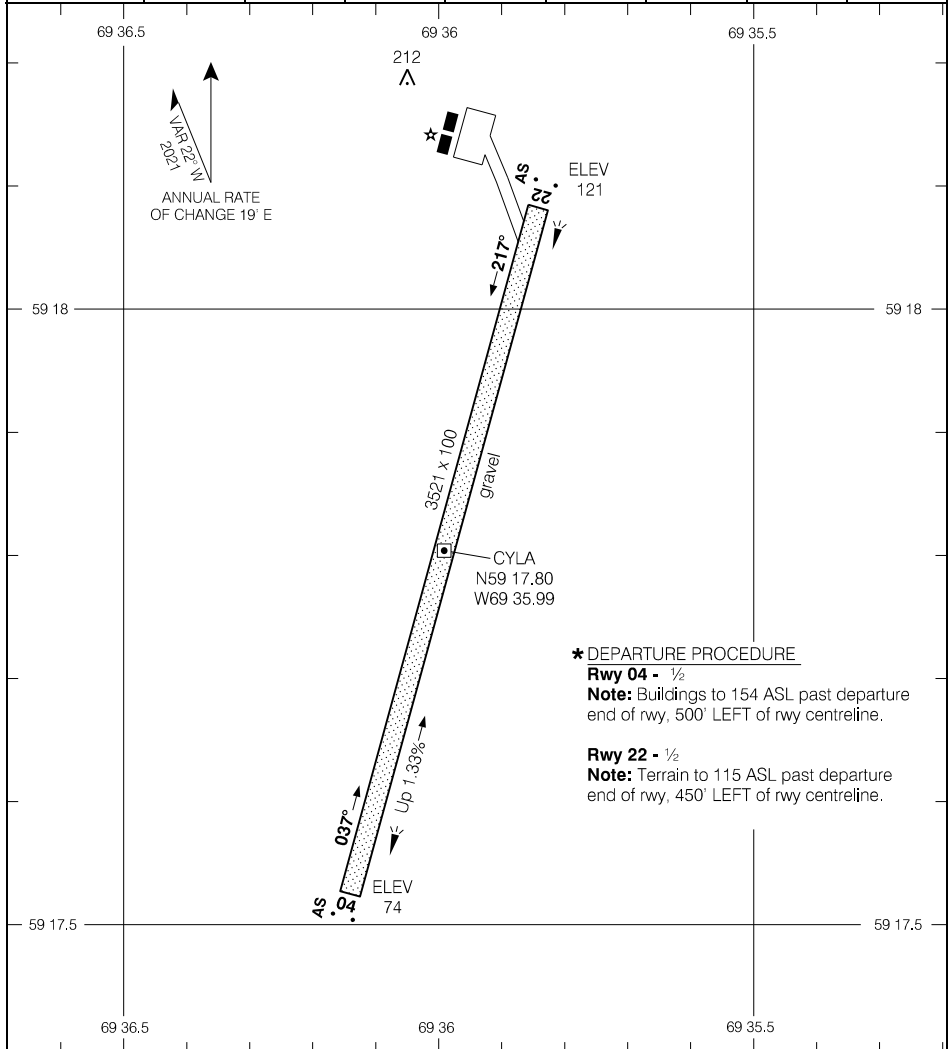 69 36.5
69 36
69 35.5
212
VAR 22° W
2021
ANNUAL RATE
OF CHANGE 19' E
AS
22
ELEV
121
217°
59 18
59 18
3521 x 100
gravel
CYLA
N59 17.80
W69 35.99
* DEPARTURE PROCEDURE
Rwy 04 - ½
Note: Buildings to 154 ASL past departure
end of rwy, 500' LEFT of rwy centreline.
Rwy 22 - ½
Note: Terrain to 115 ASL past departure
end of rwy, 450' LEFT of rwy centreline.
Up 1.33%
037°
ELEV
74
AS
04
59 17.5
59 17.5
69 36.5
69 36
69 35.5